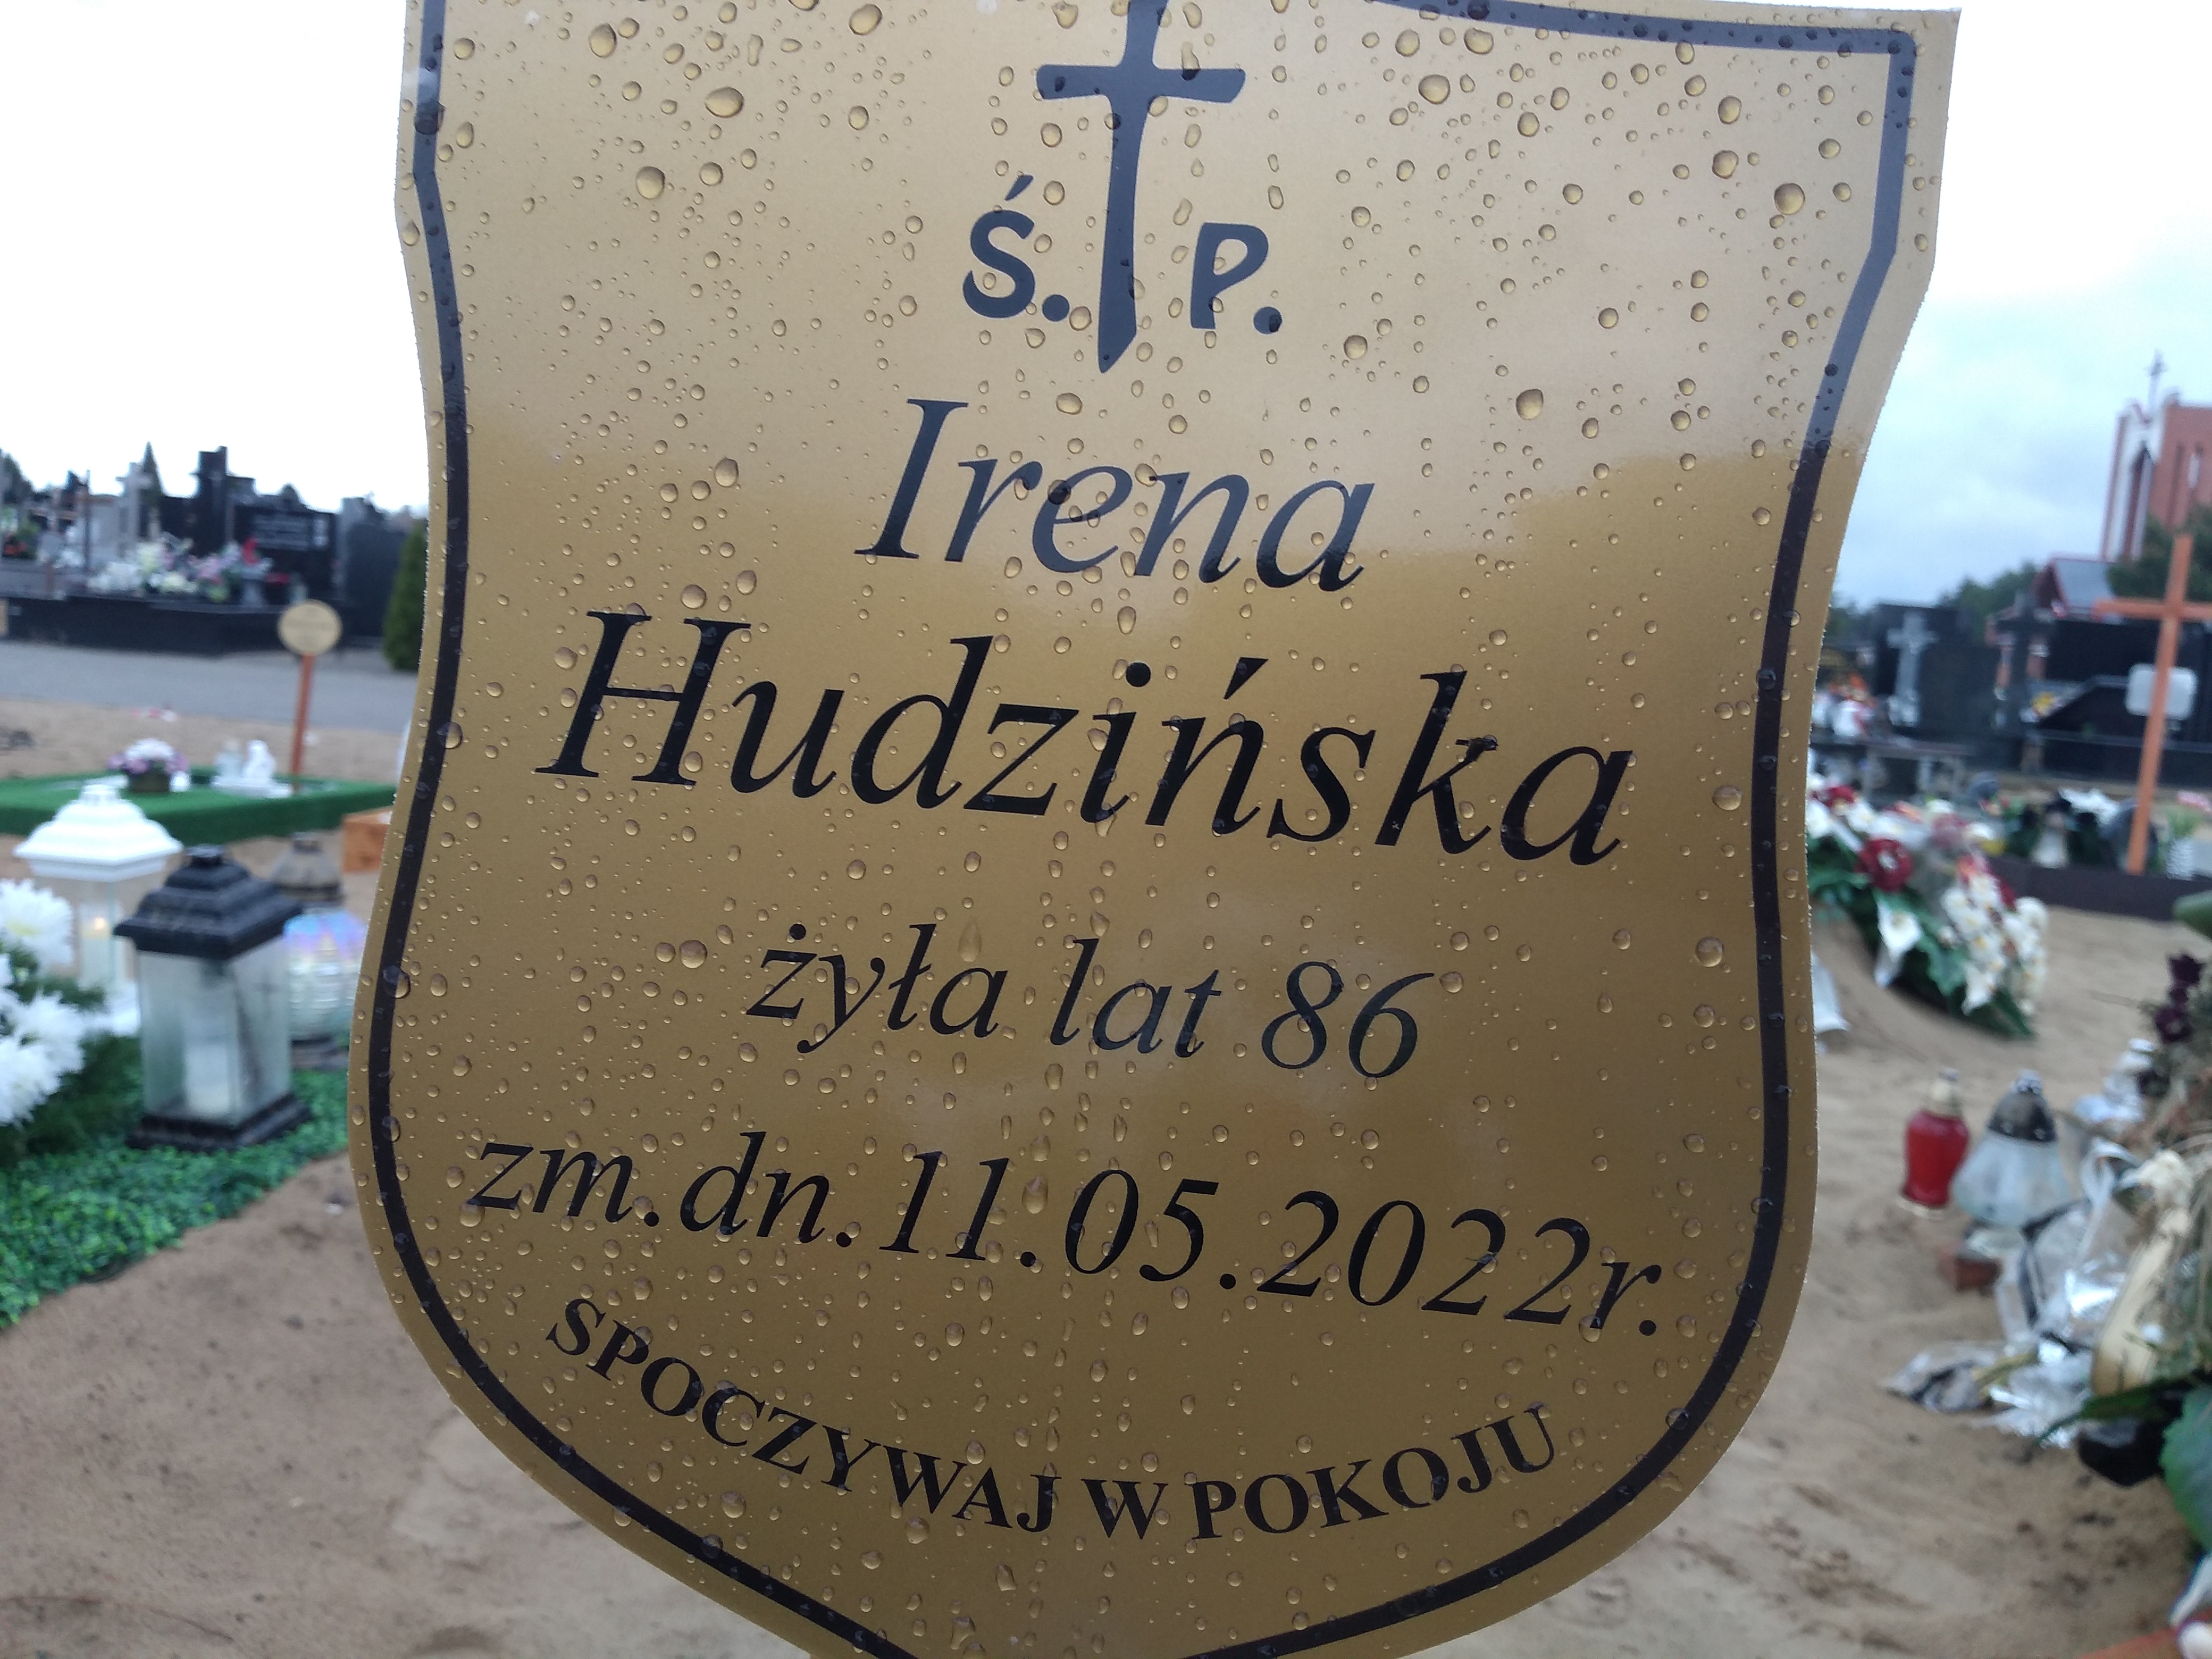 Ś. P.
Irena
Hudzińska
żyła lat 86
zm.dn.11.05.2022r.
SPOCZYWAJ W POKOJU